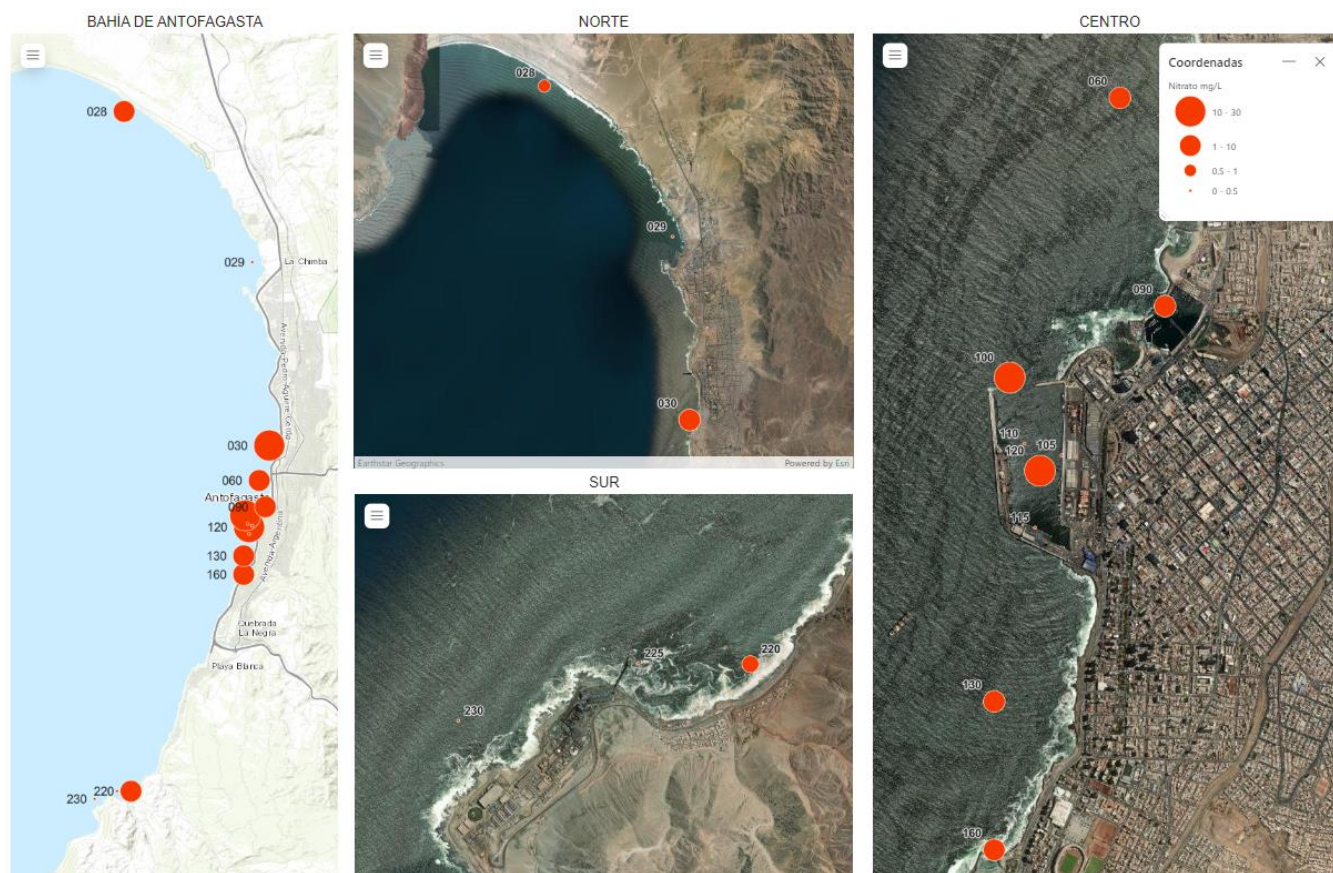 BAHÍA DE ANTOFAGASTA
028
029
La Chimba
Avenida Pedro Aguirre Cerda
030
060
Antofagasta
090
120
130
160
Avenida Argentina
Quebrada
La Negra
Playa Blanca
220
230
NORTE
028
029
030
Earthstar Geographics
Powered by Esri
SUR
225
220
230
CENTRO
060
Coordenadas
Nitrato mg/L
10 - 30
1 - 10
0.5 - 1
0 - 0.5
090
100
110
105
120
115
130
160